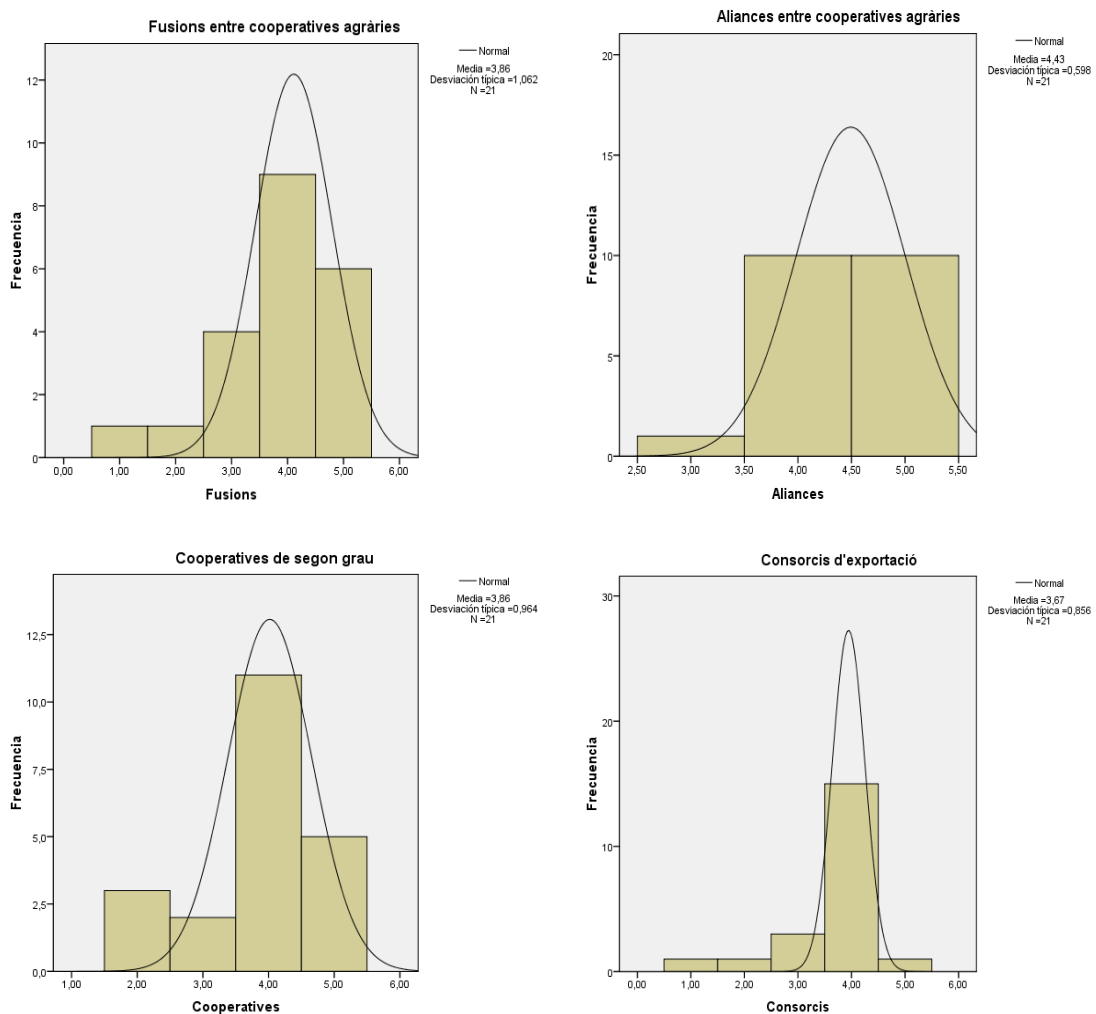 Fusions entre cooperatives agràries
Normal
Media =3,86
Desviación típica =1,062
N =21
Frecuencia
12
10
8
6
4
2
0
0,00 1,00 2,00 3,00 4,00 5,00 6,00
Fusions
Aliances entre cooperatives agràries
Normal
Media =4,43
Desviación típica =0,598
N =21
Frecuencia
20
15
10
5
0
2,50 3,00 3,50 4,00 4,50 5,00 5,50
Aliances
Cooperatives de segon grau
Normal
Media =3,86
Desviación típica =0,964
N =21
Frecuencia
12,5
10,0
7,5
5,0
2,5
0,0
1,00 2,00 3,00 4,00 5,00 6,00
Cooperatives
Consorcis d'exportació
Normal
Media =3,67
Desviación típica =0,856
N =21
Frecuencia
30
20
10
0
0,00 1,00 2,00 3,00 4,00 5,00 6,00
Consorcis